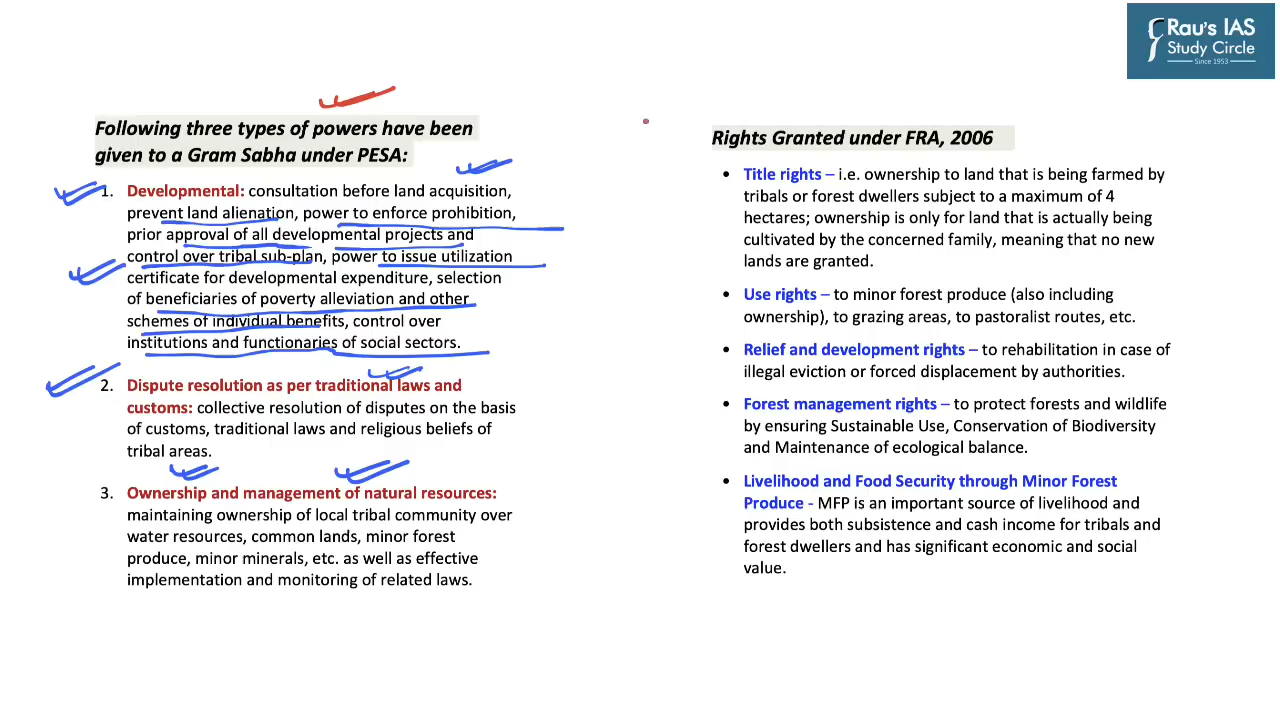 Rau's IAS
Study Circle
Since 1953
Following three types of powers have been
given to a Gram Sabha under PESA:
1. Developmental: consultation before land acquisition,
prevent land alienation, power to enforce prohibition,
prior approval of all developmental projects and
control over tribal sub-plan, power to issue utilization
certificate for developmental expenditure, selection
of beneficiaries of poverty alleviation and other
schemes of individual benefits, control over
institutions and functionaries of social sectors.
2. Dispute resolution as per traditional laws and
customs: collective resolution of disputes on the basis
of customs, traditional laws and religious beliefs of
tribal areas.
3. Ownership and management of natural resources:
maintaining ownership of local tribal community over
water resources, common lands, minor forest
produce, minor minerals, etc. as well as effective
implementation and monitoring of related laws.
Rights Granted under FRA, 2006
• Title rights – i.e. ownership to land that is being farmed by
tribals or forest dwellers subject to a maximum of 4
hectares; ownership is only for land that is actually being
cultivated by the concerned family, meaning that no new
lands are granted.
• Use rights – to minor forest produce (also including
ownership), to grazing areas, to pastoralist routes, etc.
• Relief and development rights – to rehabilitation in case of
illegal eviction or forced displacement by authorities.
• Forest management rights – to protect forests and wildlife
by ensuring Sustainable Use, Conservation of Biodiversity
and Maintenance of ecological balance.
• Livelihood and Food Security through Minor Forest
Produce - MFP is an important source of livelihood and
provides both subsistence and cash income for tribals and
forest dwellers and has significant economic and social
value.